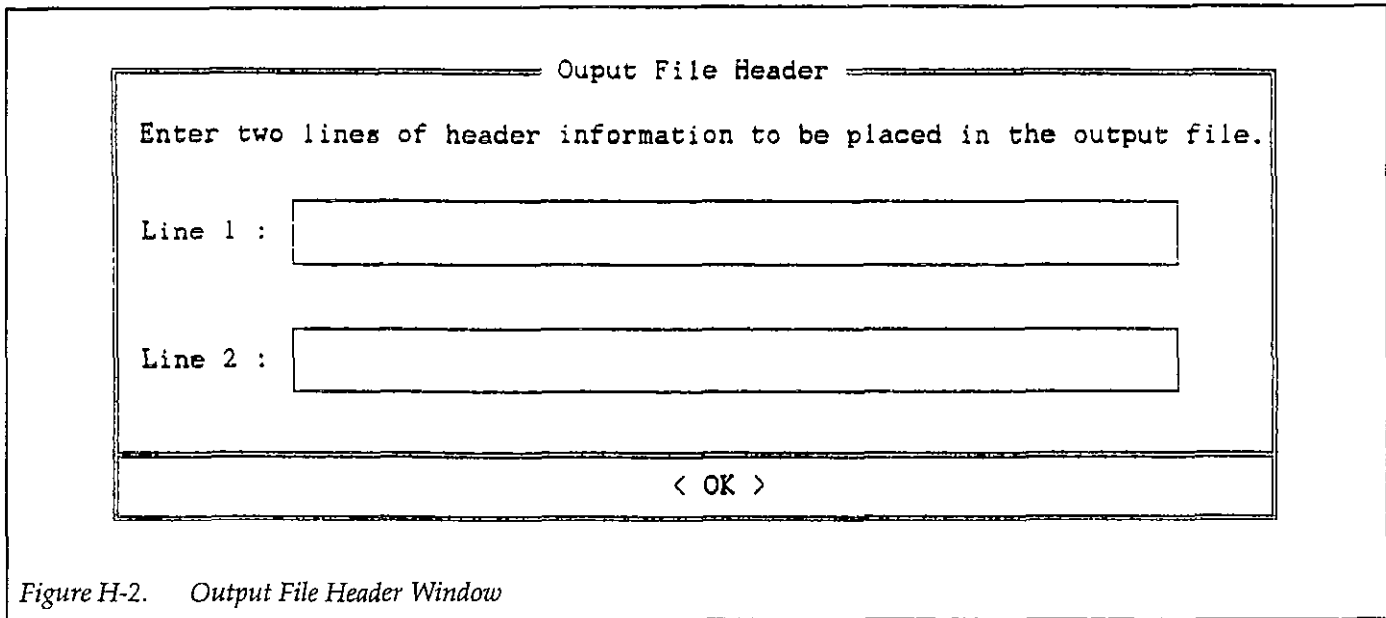 Ouput File Header
Enter two lines of header information to be placed in the output file.
Line 1 :
Line 2 :
< OK >
Figure H-2. Output File Header Window